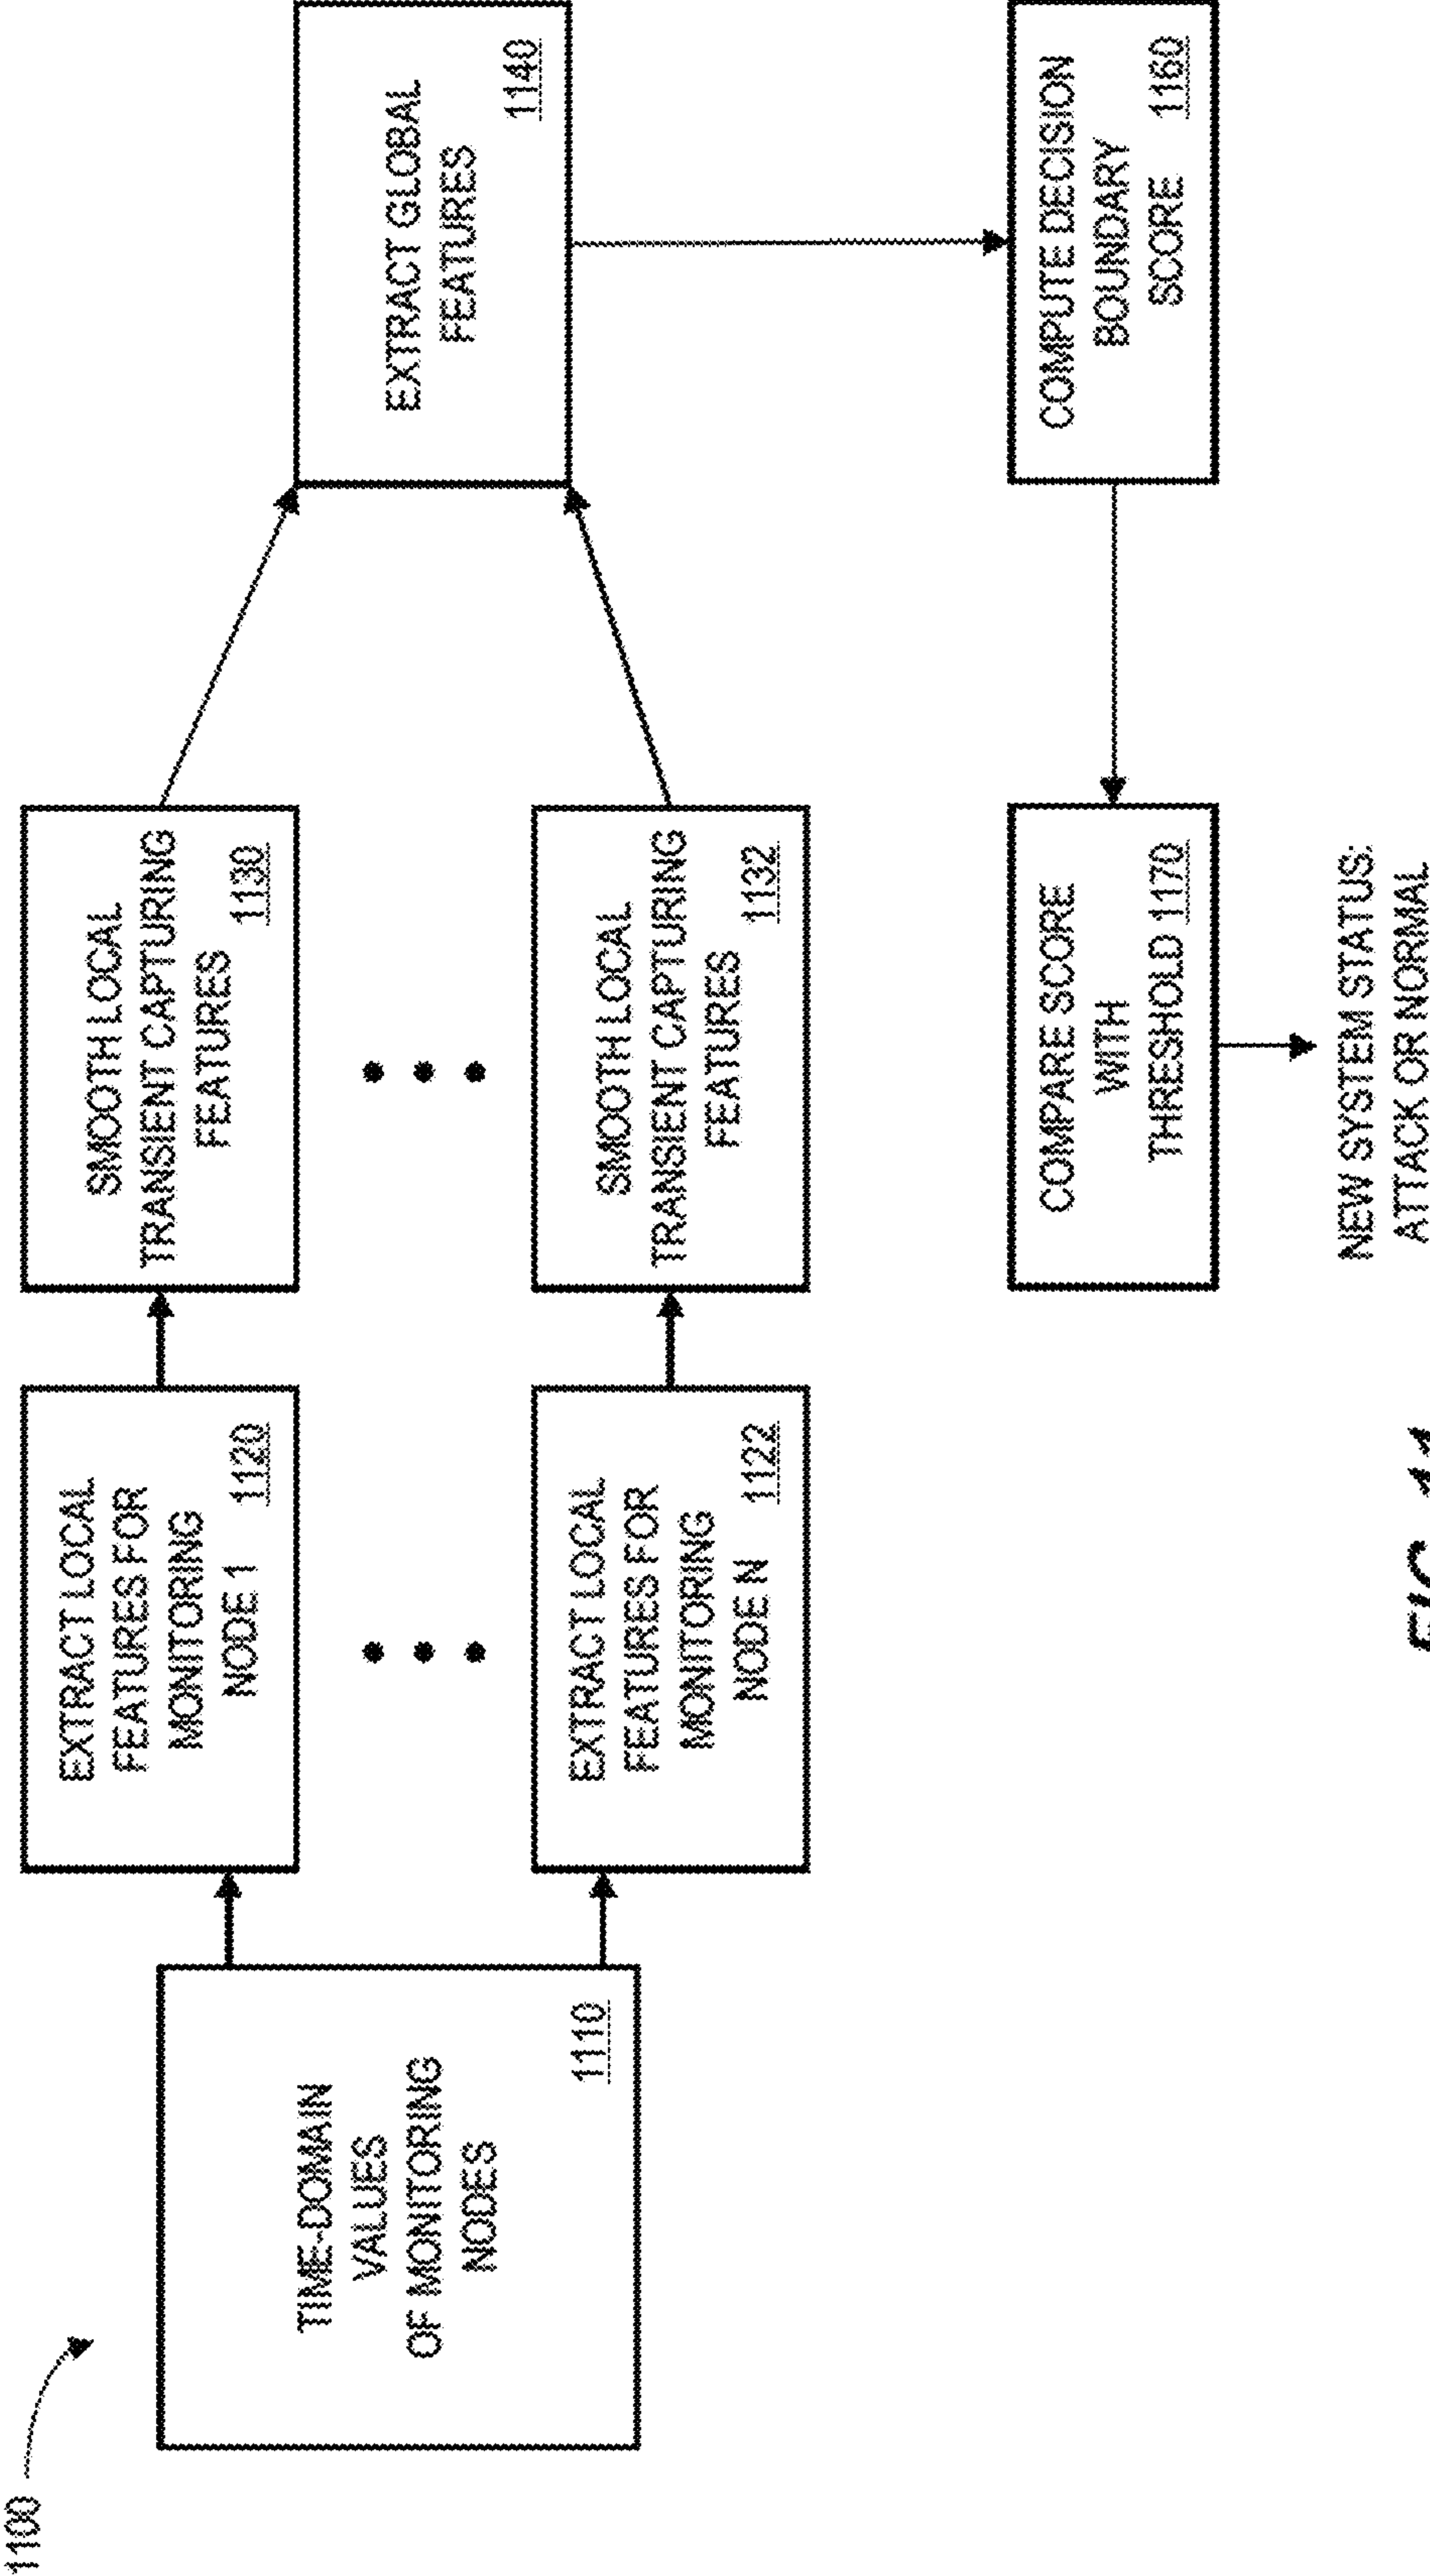 1100
TIME-DOMAIN
VALUES
OF MONITORING
NODES
1110
EXTRACT LOCAL
FEATURES FOR
MONITORING
NODE 1
1120
EXTRACT LOCAL
FEATURES FOR
MONITORING
NODE N
1122
SMOOTH LOCAL
TRANSIENT CAPTURING
FEATURES
1130
SMOOTH LOCAL
TRANSIENT CAPTURING
FEATURES
1132
EXTRACT GLOBAL
FEATURES
1140
COMPUTE DECISION
BOUNDARY
SCORE
1160
COMPARE SCORE
WITH
THRESHOLD 1170
NEW SYSTEM STATUS:
ATTACK OR NORMAL
FIG. 11